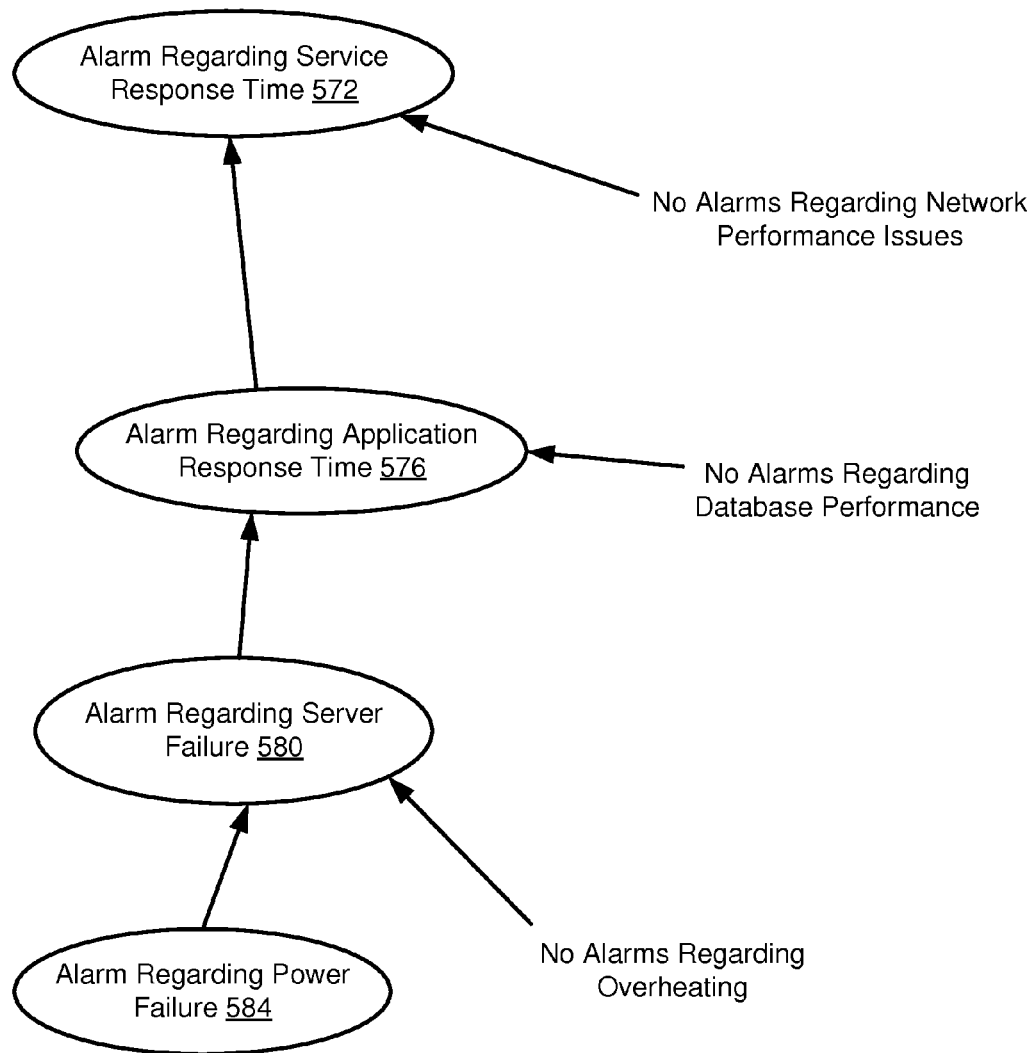 Alarm Regarding Service
Response Time 572
No Alarms Regarding Network
Performance Issues
Alarm Regarding Application
Response Time 576
No Alarms Regarding
Database Performance
Alarm Regarding Server
Failure 580
No Alarms Regarding
Overheating
Alarm Regarding Power
Failure 584